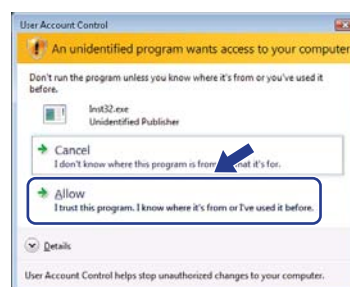 User Account Control
An unidentified program wants access to your computer
Don't run the program unless you know where it's from or you've used it
before.
Inst32.exe
Unidentified Publisher
Cancel
I don't know where this program is from at it's for.
Allow
I trust this program. I know where it's from or I've used it before.
Details
User Account Control helps stop unauthorized changes to your computer.